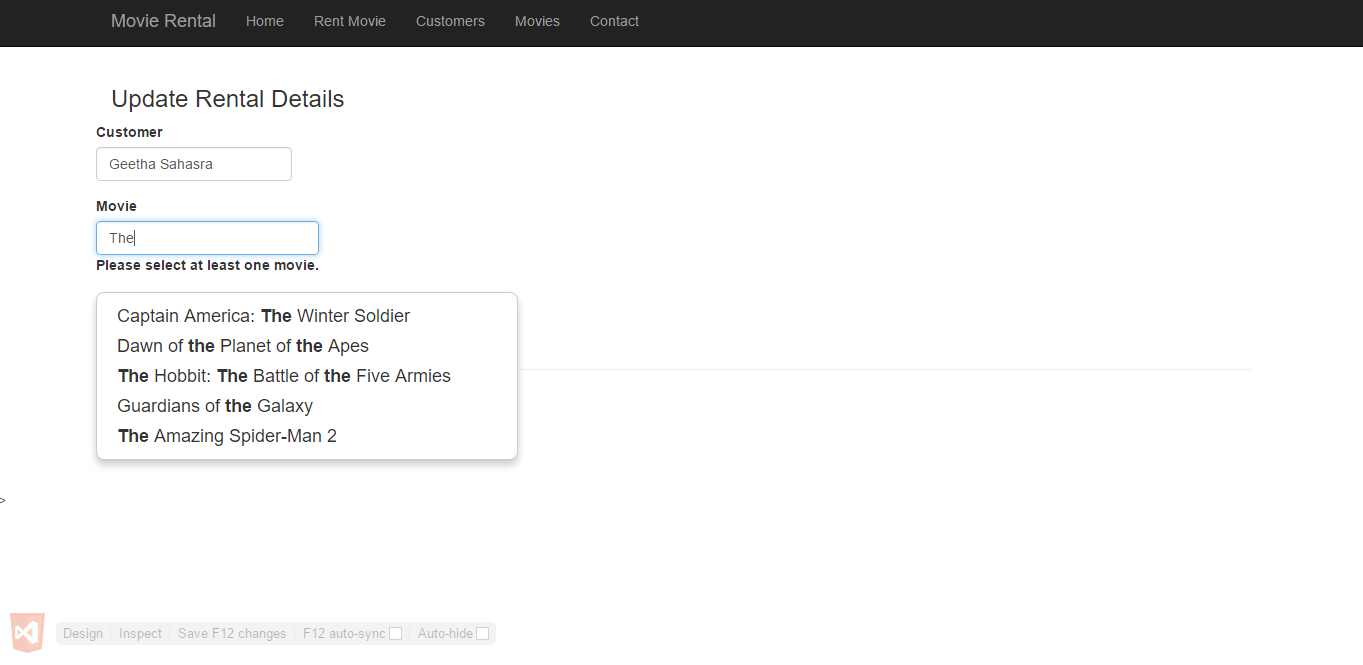 Movie Rental Home Rent Movie Customers Movies Contact
Update Rental Details
Customer
Geetha Sahasra
Movie
The
Please select at least one movie.
Captain America: The Winter Soldier
Dawn of the Planet of the Apes
The Hobbit: The Battle of the Five Armies
Guardians of the Galaxy
The Amazing Spider-Man 2
>
Design Inspect Save F12 changes F12 auto-sync Auto-hide